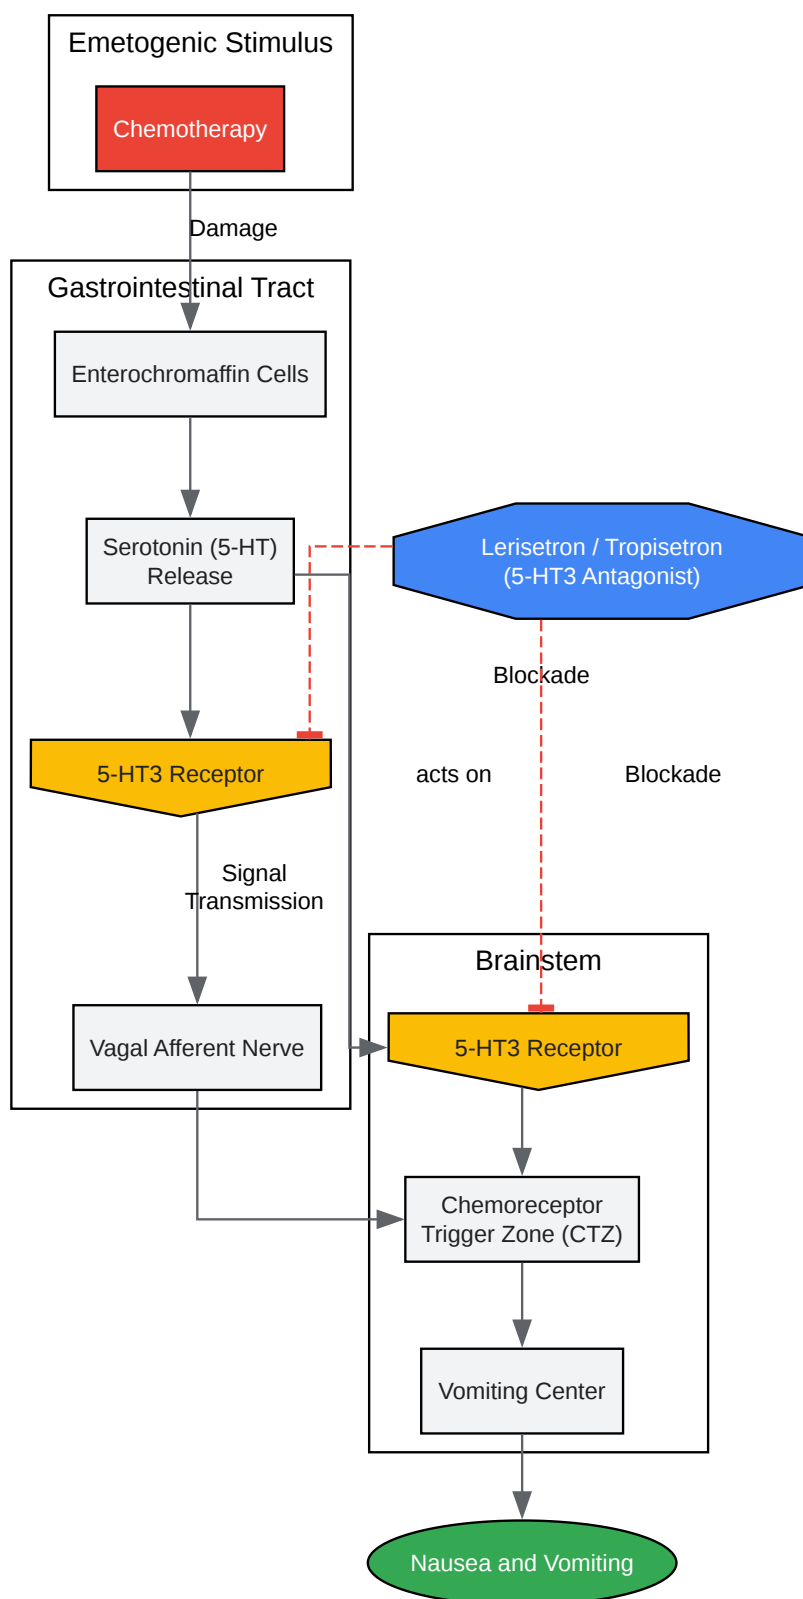 Emetogenic Stimulus
Chemotherapy
Damage
Gastrointestinal Tract
Enterochromaffin Cells
Serotonin (5-HT)
Release
Lerisetron / Tropisetron
(5-HT3 Antagonist)
Blockade
5-HT3 Receptor
acts on
Blockade
Signal
Transmission
Brainstem
Vagal Afferent Nerve
5-HT3 Receptor
Chemoreceptor
Trigger Zone (CTZ)
Vomiting Center
Nausea and Vomiting